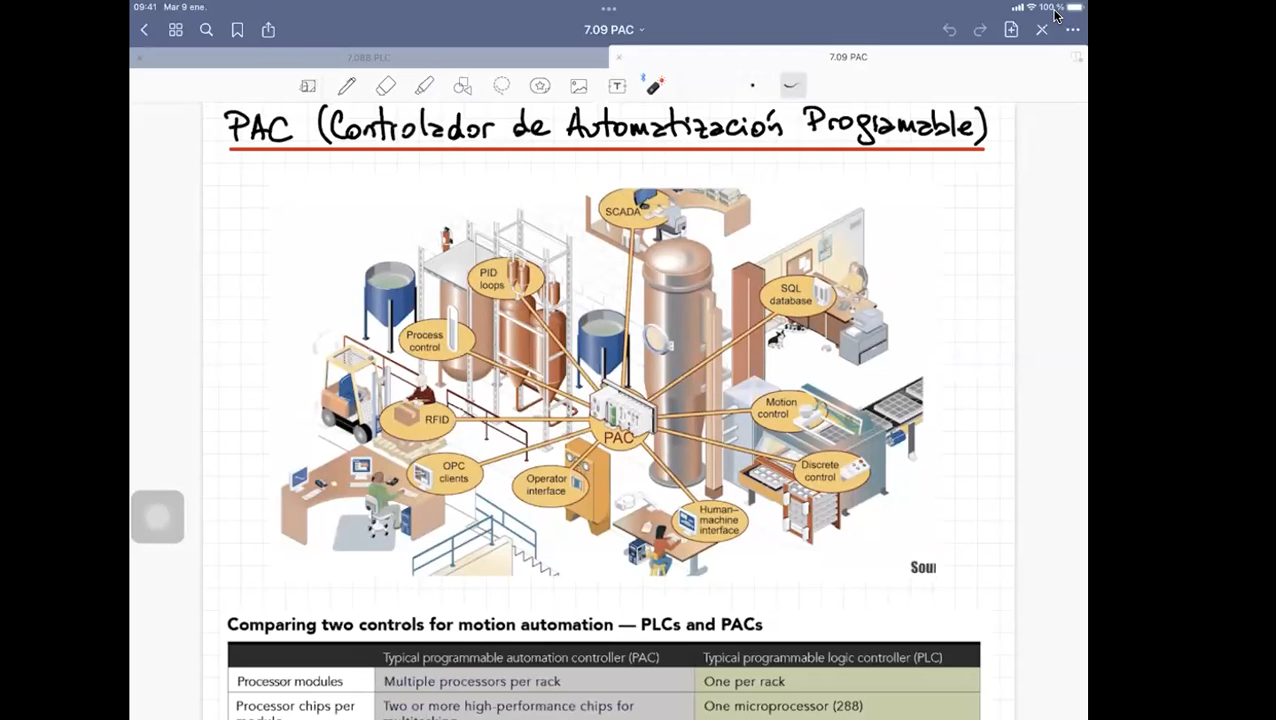 09:41 Mar 9 ene.
100 %
7.09 PAC
7.08B PLC
7.09 PAC
PAC (Controlador de Automatización Programable)
SCADA
PID
loops
SQL
database
Process
control
Motion
control
RFID
PAC
OPC
clients
Operator
interface
Discrete
control
Human–
machine
interface
Sour
Comparing two controls for motion automation — PLCs and PACs
Typical programmable automation controller (PAC) Typical programmable logic controller (PLC)
Processor modules Multiple processors per rack One per rack
Processor chips per Two or more high-performance chips for One microprocessor (288)